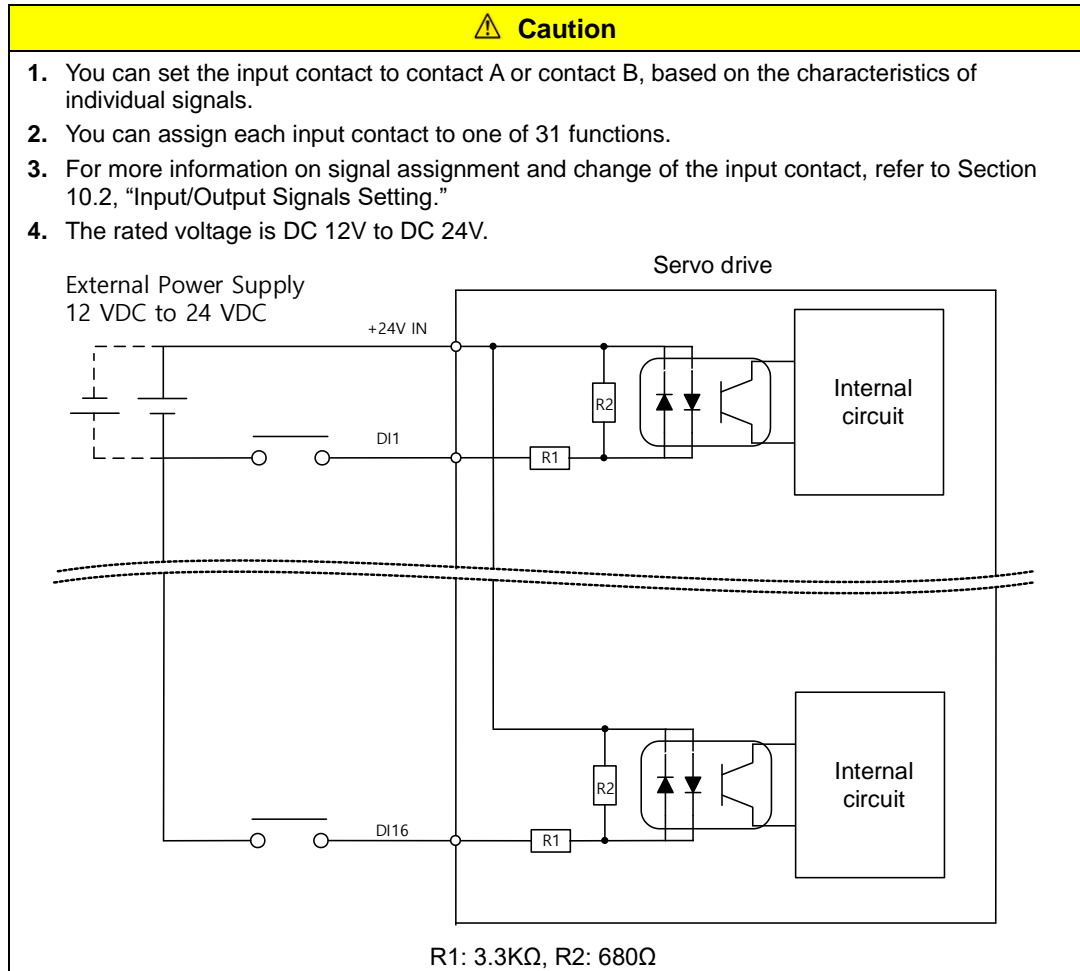 ⚠ Caution
1. You can set the input contact to contact A or contact B, based on the characteristics of
individual signals.
2. You can assign each input contact to one of 31 functions.
3. For more information on signal assignment and change of the input contact, refer to Section
10.2, “Input/Output Signals Setting.”
4. The rated voltage is DC 12V to DC 24V.
Servo drive
External Power Supply
12 VDC to 24 VDC
+24V IN
R2
Internal
circuit
DI1
R1
R2
Internal
circuit
DI16
R1
R1: 3.3KΩ, R2: 680Ω